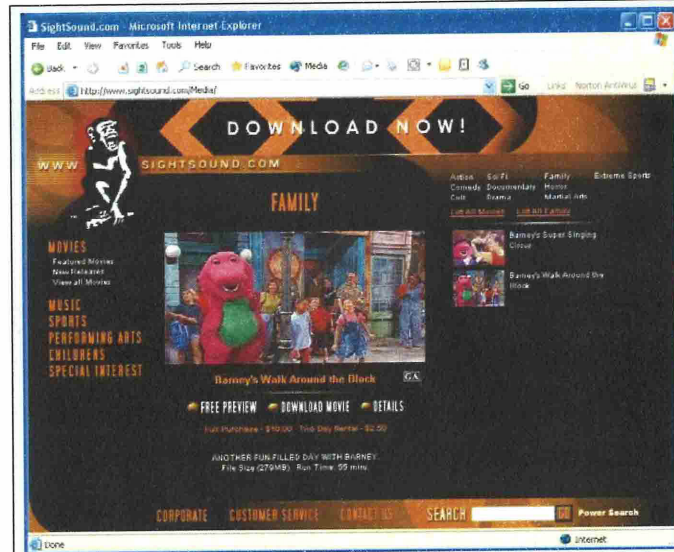 SightSound.com - Microsoft Internet Explorer
File Edit View Favorites Tools Help
Back Search Favorites Media
Address http://www.sightsound.com/Media/ Go Links Norton AntiVirus
DOWNLOAD NOW!
WWW SIGHTSOUND.COM
Action Sci/Fi Family Extreme Sports
Comedy Documentary Horror
Cult Drama Martial Arts
List All Movies List All Family
FAMILY
Barney's Super Singing
Circus
Barney's Walk Around the
Block
MOVIES
Featured Movies
New Releases
View all Movies
MUSIC
SPORTS
PERFORMING ARTS
CHILDRENS
SPECIAL INTEREST
Barney's Walk Around the Block GA
FREE PREVIEW DOWNLOAD MOVIE DETAILS
Full Purchase - $10.00 Two Day Rental - $2.50
ANOTHER FUN-FILLED DAY WITH BARNEY.
File Size (279MB) Run Time: 55 mins
CORPORATE CUSTOMER SERVICE CONTACT US SEARCH GO Power Search
Done Internet